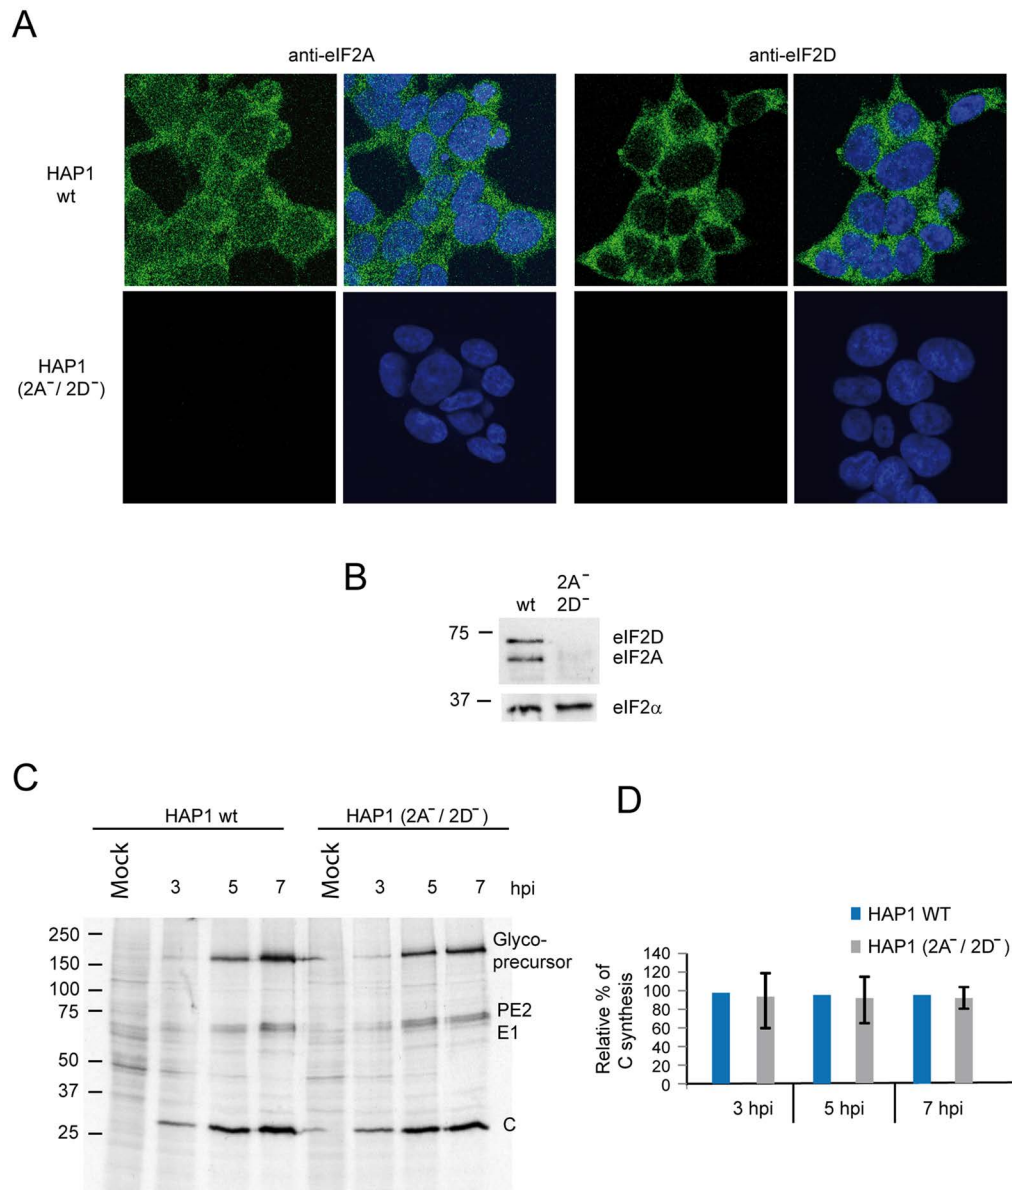 A
anti-eIF2A
anti-eIF2D
HAP1
wt
HAP1
(2A⁻/ 2D⁻)
B
wt
2A⁻
2D⁻
75
eIF2D
eIF2A
37
eIF2α
C
HAP1 wt
HAP1 (2A⁻/ 2D⁻)
Mock 3 5 7 Mock 3 5 7 hpi
250
150
100
75
50
37
25
Glyco-
precursor
PE2
E1
C
D
HAP1 WT
HAP1 (2A⁻/ 2D⁻)
Relative % of
C synthesis
140
120
100
80
60
40
20
0
3 hpi 5 hpi 7 hpi